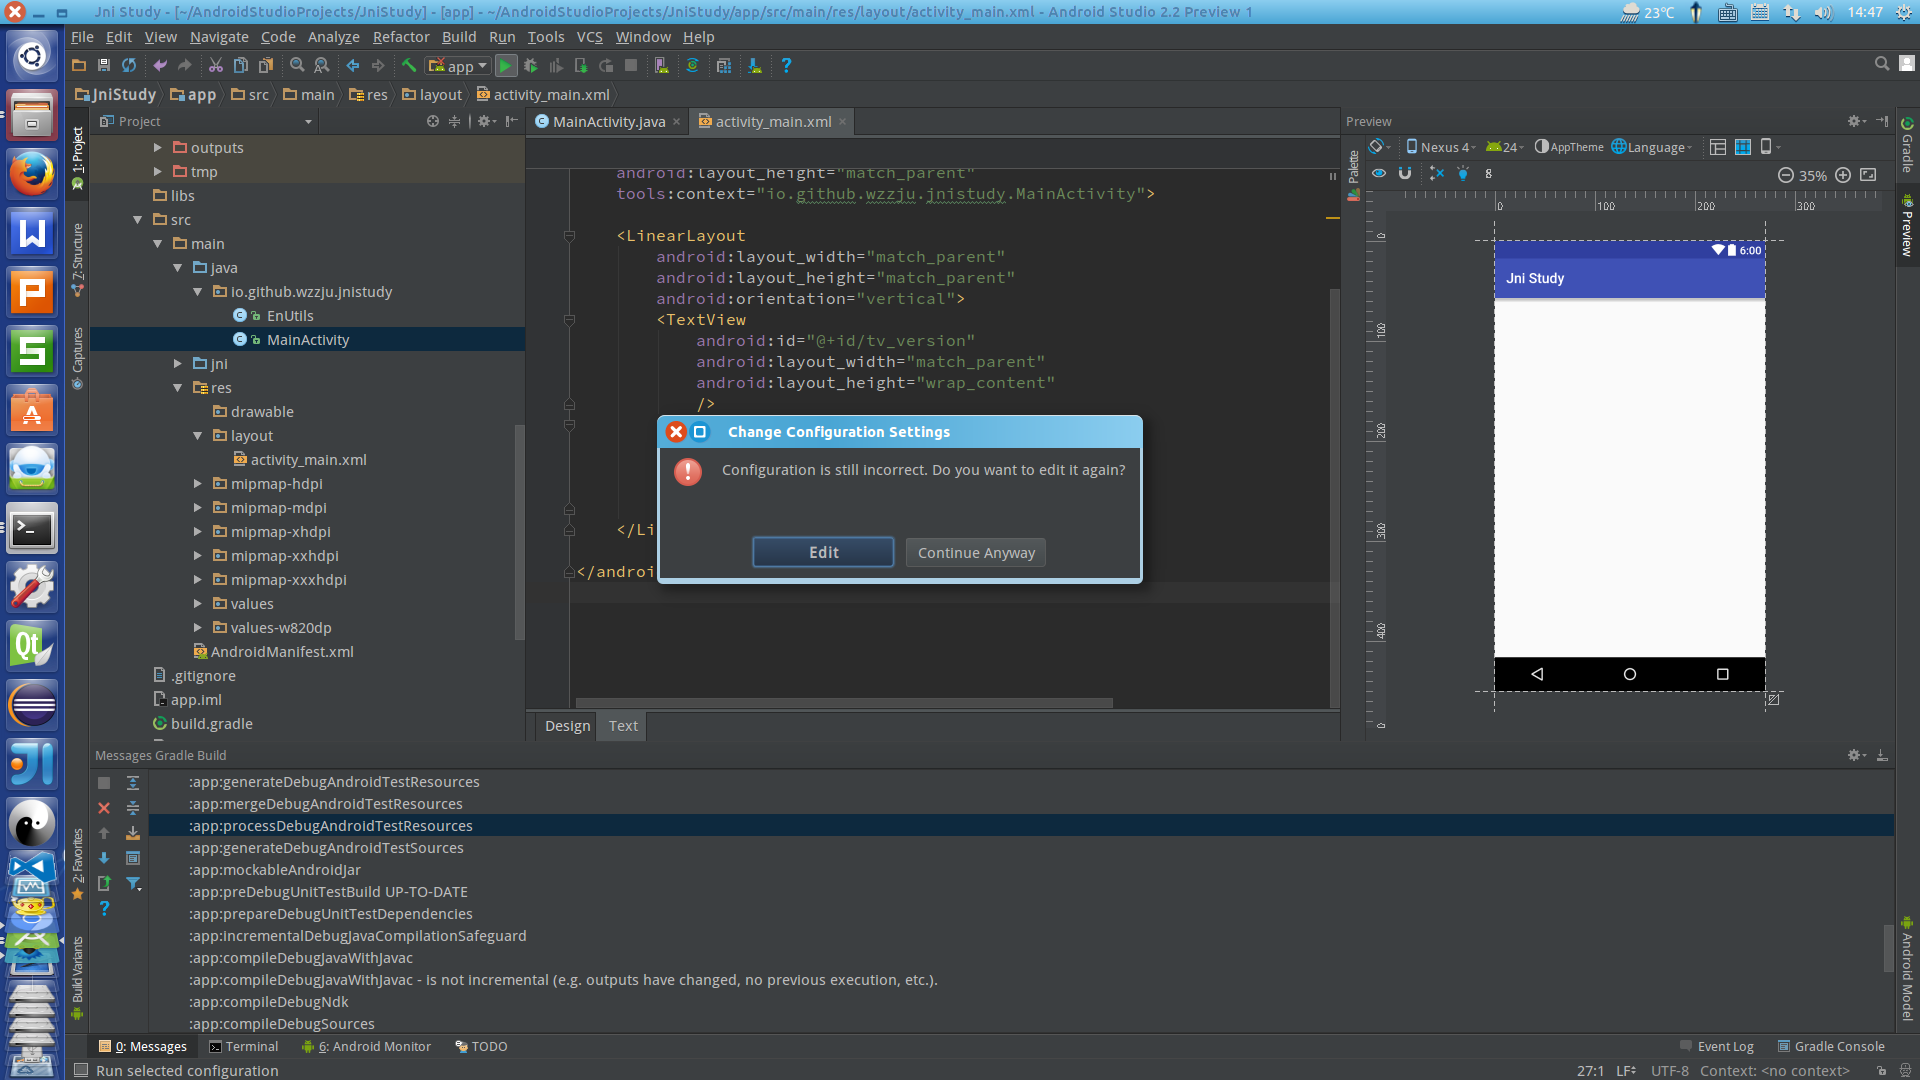 Jni Study - [~/AndroidStudioProjects/JniStudy] - [app] - ~/AndroidStudioProjects/JniStudy/app/src/main/res/layout/activity_main.xml - Android Studio 2.2 Preview 1
23℃
14:47
File Edit View Navigate Code Analyze Refactor Build Run Tools VCS Window Help
app
JniStudy app src main res layout activity_main.xml
1: Project
7: Structure
Captures
2: Favorites
Build Variants
Project
outputs
tmp
libs
src
main
java
io.github.wzzju.jnistudy
EnUtils
MainActivity
jni
res
drawable
layout
activity_main.xml
mipmap-hdpi
mipmap-mdpi
mipmap-xhdpi
mipmap-xxhdpi
mipmap-xxxhdpi
values
values-w820dp
AndroidManifest.xml
.gitignore
app.iml
build.gradle
MainActivity.java
activity_main.xml
android:layout_height="match_parent"
tools:context="io.github.wzzju.jnistudy.MainActivity">
<LinearLayout
android:layout_width="match_parent"
android:layout_height="match_parent"
android:orientation="vertical">
<TextView
android:id="@+id/tv_version"
android:layout_width="match_parent"
android:layout_height="wrap_content"
/>
</Li
</androi
Change Configuration Settings
Configuration is still incorrect. Do you want to edit it again?
Edit
Continue Anyway
Design Text
Preview
Palette
Nexus 4 24 AppTheme Language
8
35%
0 100 200 300
0
100
200
300
400
0
6:00
Jni Study
Gradle
Preview
Android Model
Messages Gradle Build
:app:generateDebugAndroidTestResources
:app:mergeDebugAndroidTestResources
:app:processDebugAndroidTestResources
:app:generateDebugAndroidTestSources
:app:mockableAndroidJar
:app:preDebugUnitTestBuild UP-TO-DATE
:app:prepareDebugUnitTestDependencies
:app:incrementalDebugJavaCompilationSafeguard
:app:compileDebugJavaWithJavac
:app:compileDebugJavaWithJavac - is not incremental (e.g. outputs have changed, no previous execution, etc.).
:app:compileDebugNdk
:app:compileDebugSources
0: Messages Terminal 6: Android Monitor TODO
Event Log Gradle Console
Run selected configuration
27:1 LF UTF-8 Context: <no context>